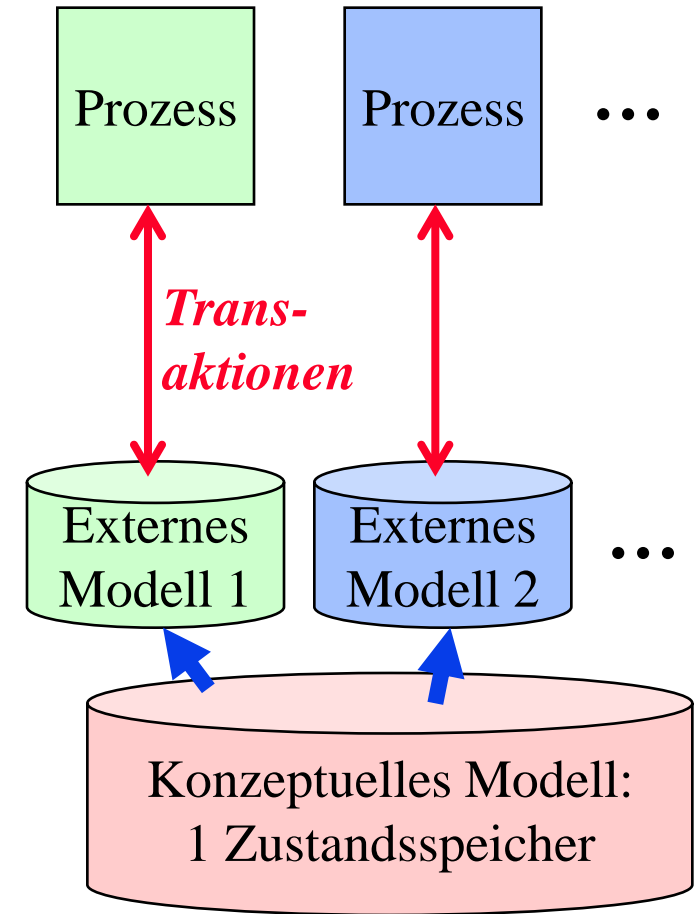 Prozess
Prozess
...
Trans-
aktionen
Externes
Modell 1
Externes
Modell 2
...
Konzeptuelles Modell:
1 Zustandsspeicher